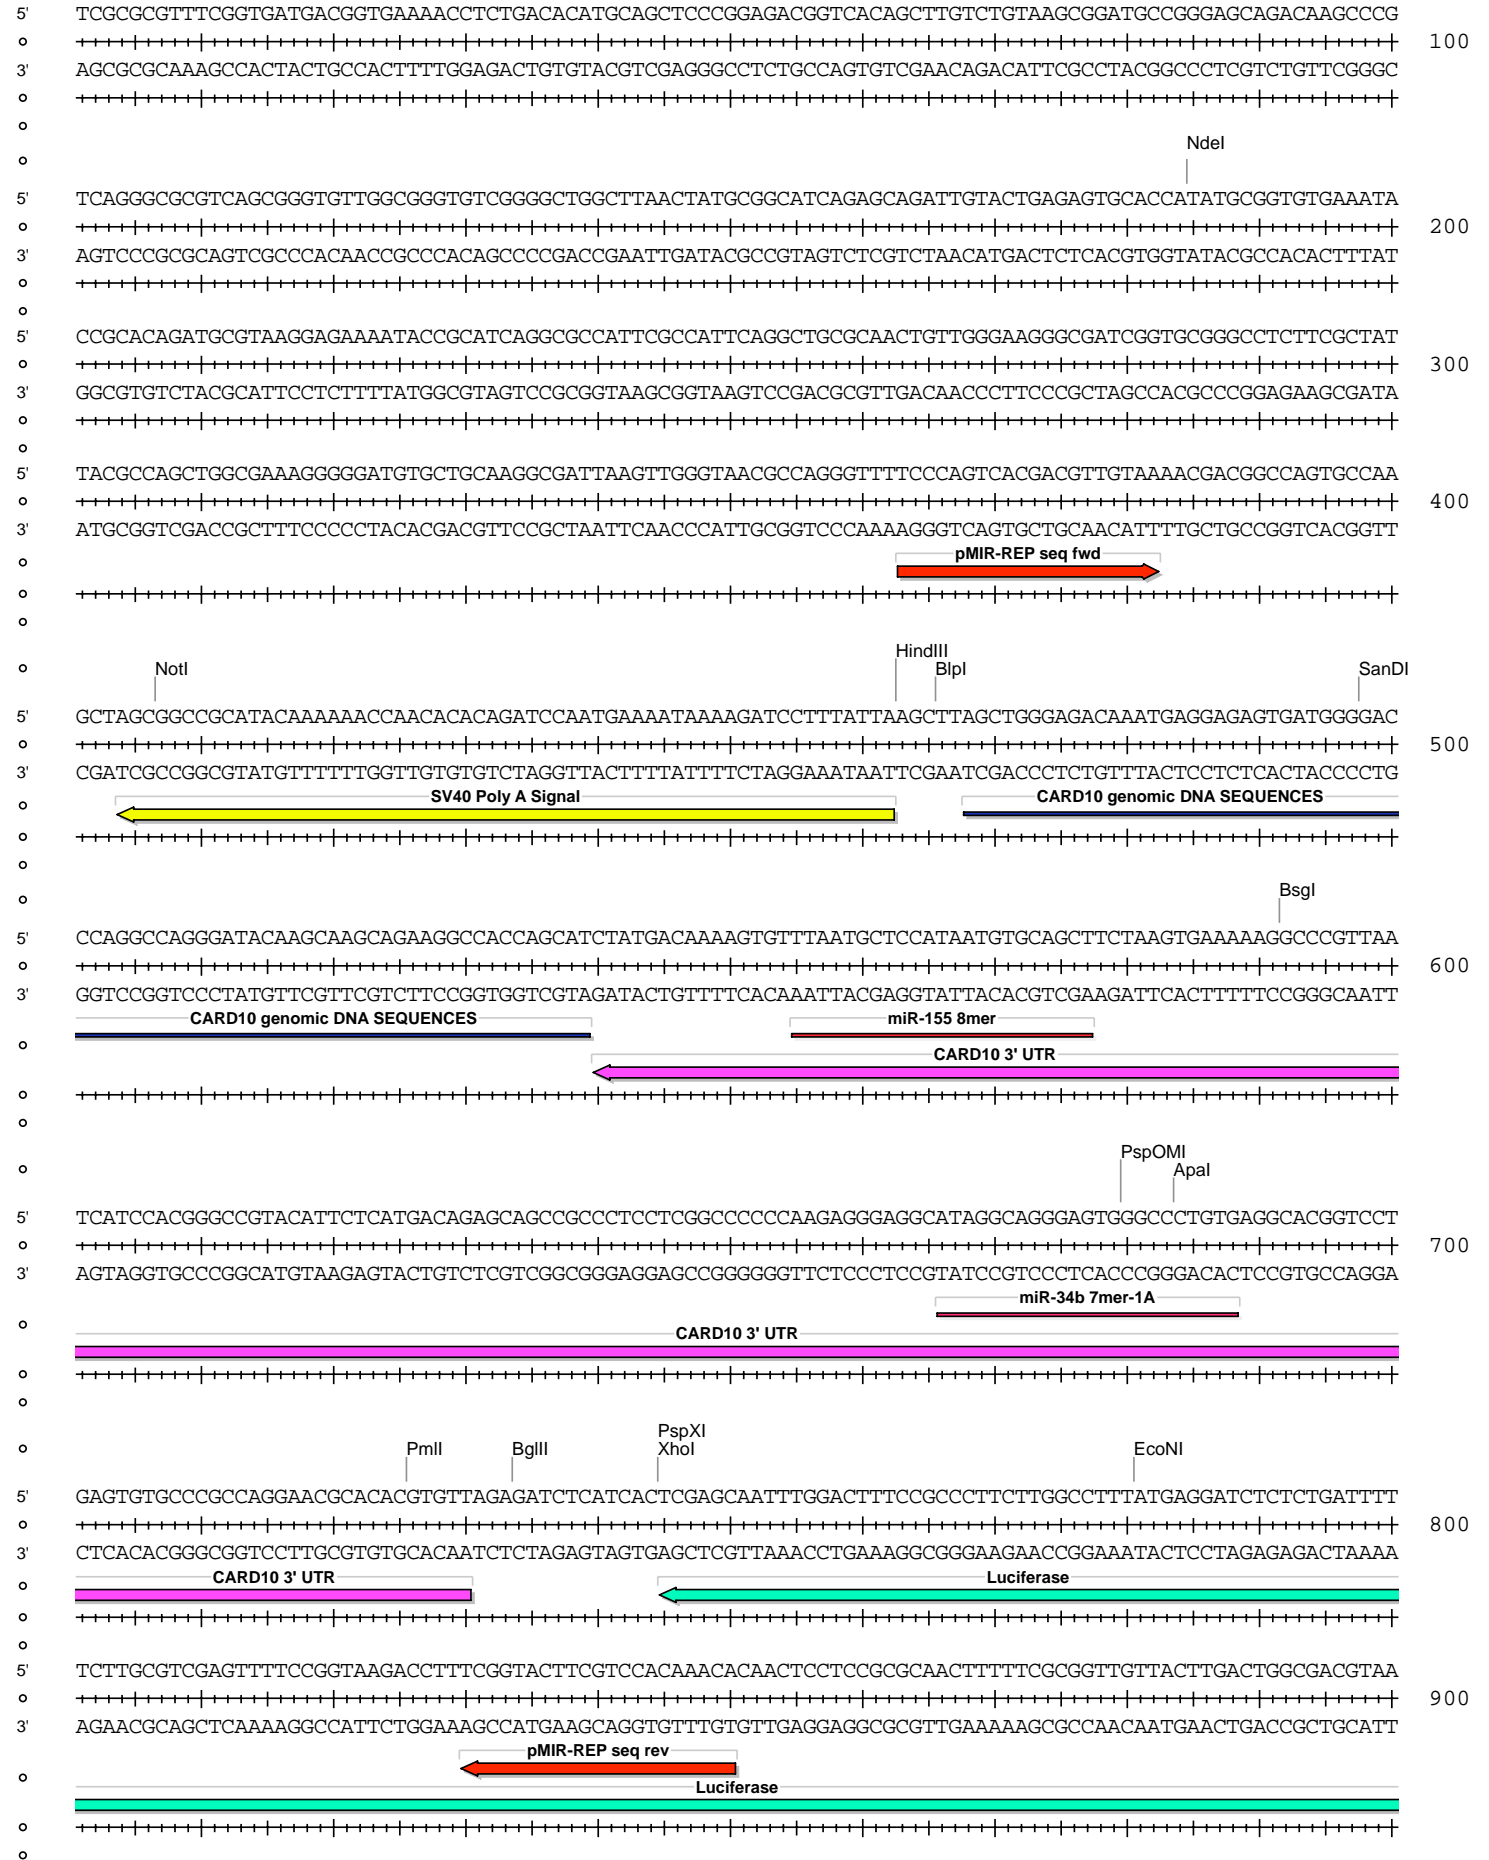 5' TCGCGCGTTTCGGTGATGACGGTGAAAACCTCTGACACATGCAGCTCCCGGAGACGGTCACAGCTTGTCTGTAAGCGGATGCCGGGAGCAGACAAGCCCG
100
3' AGCGCGCAAAGCCACTACTGCCACTTTTGGAGACTGTGTACGTCGAGGGCCTCTGCCAGTGTCGAACAGACATTCGCCTACGGCCCTCGTCTGTTCGGGC
NdeI
5' TCAGGGCGCGTCAGCGGGTGTTGGCGGGTGTCGGGGCTGGCTTAACTATGCGGCATCAGAGCAGATTGTACTGAGAGTGCACCATATGCGGTGTGAAATA
200
3' AGTCCCGCGCAGTCGCCCACAACCGCCCACAGCCCCGACCGAATTGATACGCCGTAGTCTCGTCTAACATGACTCTCACGTGGTATACGCCACACTTTAT
5' CCGCACAGATGCGTAAGGAGAAAATACCGCATCAGGCGCCATTCGCCATTCAGGCTGCGCAACTGTTGGGAAGGGCGATCGGTGCGGGCCTCTTCGCTAT
300
3' GGCGTGTCTACGCATTCCTCTTTTATGGCGTAGTCCGCGGTAAGCGGTAAGTCCGACGCGTTGACAACCCTTCCCGCTAGCCACGCCCGGAGAAGCGATA
5' TACGCCAGCTGGCGAAAGGGGGATGTGCTGCAAGGCGATTAAGTTGGGTAACGCCAGGGTTTTCCCAGTCACGACGTTGTAAAACGACGGCCAGTGCCAA
400
3' ATGCGGTCGACCGCTTTCCCCCTACACGACGTTCCGCTAATTCAACCCATTGCGGTCCCAAAAGGGTCAGTGCTGCAACATTTTGCTGCCGGTCACGGTT
pMIR-REP seq fwd
NotI HindIII BlpI SanDI
5' GCTAGCGGCCGCATACAAAAAACCAACACACAGATCCAATGAAAATAAAAGATCCTTTATTAAGCTTAGCTGGGAGACAAATGAGGAGAGTGATGGGGAC
500
3' CGATCGCCGGCGTATGTTTTTTGGTTGTGTGTCTAGGTTACTTTTATTTTCTAGGAAATAATTCGAATCGACCCTCTGTTTACTCCTCTCACTACCCCTG
SV40 Poly A Signal CARD10 genomic DNA SEQUENCES
BsgI
5' CCAGGCCAGGGATACAAGCAAGCAGAAGGCCACCAGCATCTATGACAAAAGTGTTTAATGCTCCATAATGTGCAGCTTCTAAGTGAAAAAGGCCCGTTAA
600
3' GGTCCGGTCCCTATGTTCGTTCGTCTTCCGGTGGTCGTAGATACTGTTTTCACAAATTACGAGGTATTACACGTCGAAGATTCACTTTTTCCGGGCAATT
CARD10 genomic DNA SEQUENCES miR-155 8mer
CARD10 3' UTR
PspOMI
ApaI
5' TCATCCACGGGCCGTACATTCTCATGACAGAGCAGCCGCCCTCCTCGGCCCCCCAAGAGGGAGGCATAGGCAGGGAGTGGGCCCTGTGAGGCACGGTCCT
700
3' AGTAGGTGCCCGGCATGTAAGAGTACTGTCTCGTCGGCGGGAGGAGCCGGGGGGTTCTCCCTCCGTATCCGTCCCTCACCCGGGACACTCCGTGCCAGGA
miR-34b 7mer-1A
CARD10 3' UTR
PspXI
PmlI BglII XhoI EcoNI
5' GAGTGTGCCCGCCAGGAACGCACACGTGTTAGAGATCTCATCACTCGAGCAATTTGGACTTTCCGCCCTTCTTGGCCTTTATGAGGATCTCTCTGATTTT
800
3' CTCACACGGGCGGTCCTTGCGTGTGCACAATCTCTAGAGTAGTGAGCTCGTTAAACCTGAAAGGCGGGAAGAACCGGAAATACTCCTAGAGAGACTAAAA
CARD10 3' UTR Luciferase
5' TCTTGCGTCGAGTTTTCCGGTAAGACCTTTCGGTACTTCGTCCACAAACACAACTCCTCCGCGCAACTTTTTCGCGGTTGTTACTTGACTGGCGACGTAA
900
3' AGAACGCAGCTCAAAAGGCCATTCTGGAAAGCCATGAAGCAGGTGTTTGTGTTGAGGAGGCGCGTTGAAAAAGCGCCAACAATGAACTGACCGCTGCATT
pMIR-REP seq rev
Luciferase